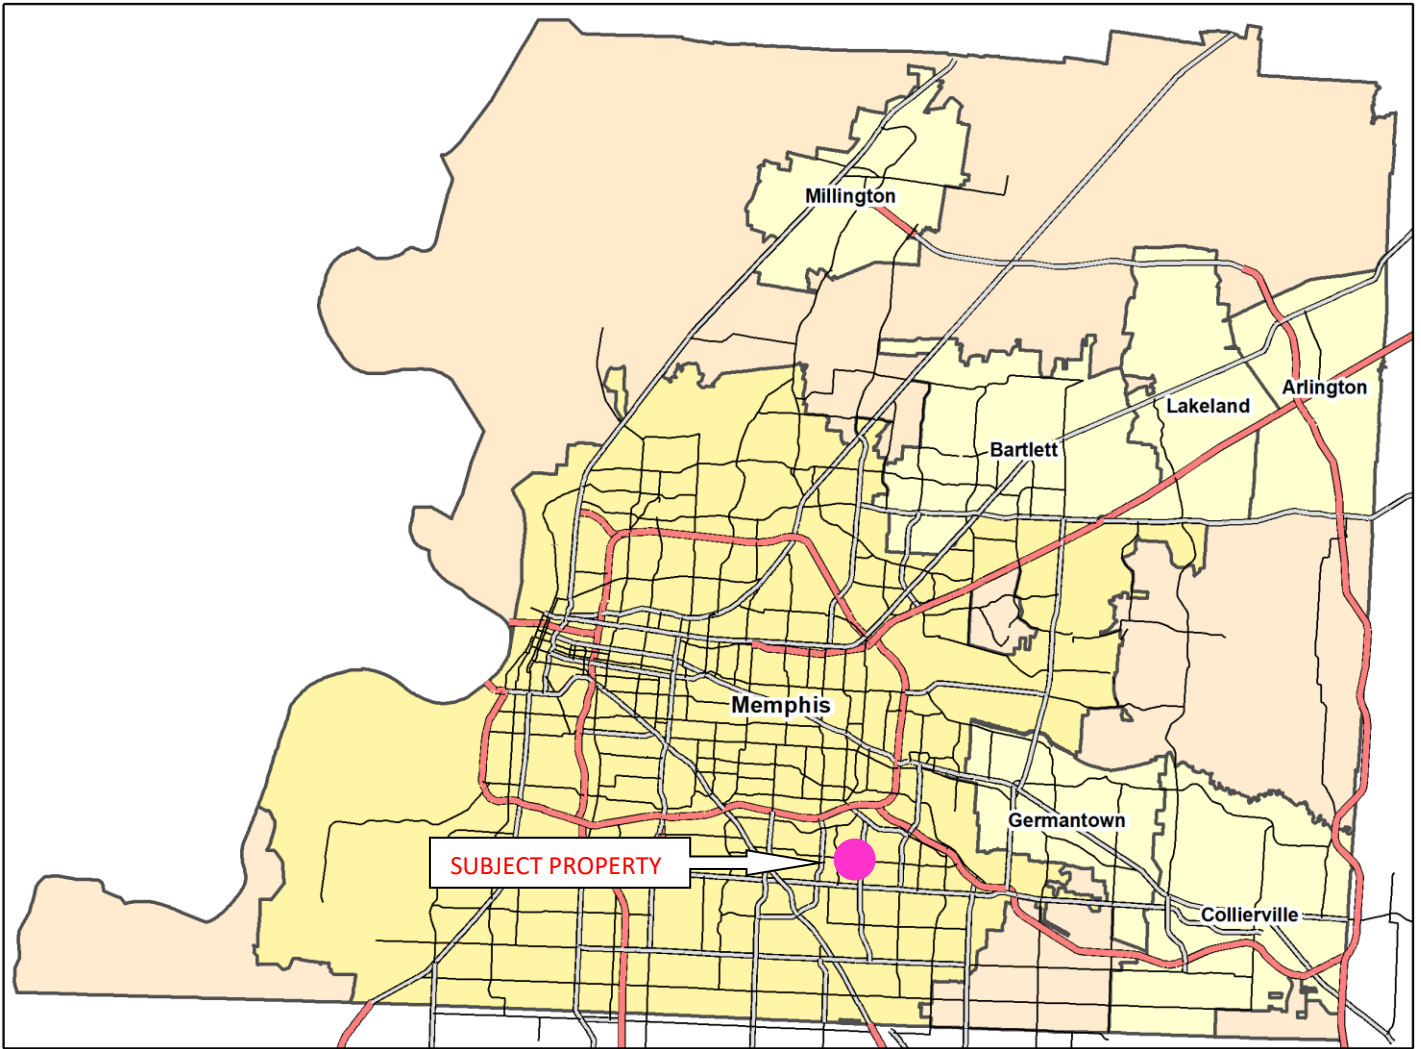 Millington
Arlington
Lakeland
Bartlett
Memphis
Germantown
SUBJECT PROPERTY
Collierville